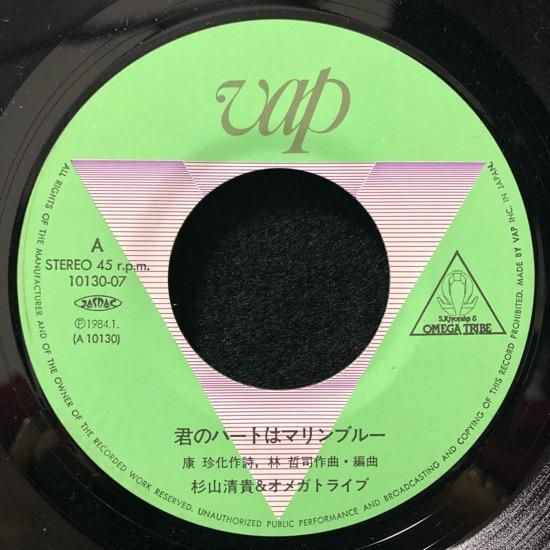 vap
A
STEREO 45 r.p.m.
10130-07
JASRAC
Ⓟ1984.1.
(A 10130)
S.Kiyotaka &
OMEGA TRIBE
君のハートはマリンブルー
康 珍化作詩, 林 哲司作曲・編曲
杉山清貴&オメガトライブ
ALL RIGHTS OF THE MANUFACTURER AND OF THE OWNER OF THE RECORDED WORK RESERVED. UNAUTHORIZED PUBLIC PERFORMANCE AND BROADCASTING AND COPYING OF THIS RECORD PROHIBITED. MADE BY VAP INC. IN JAPAN.